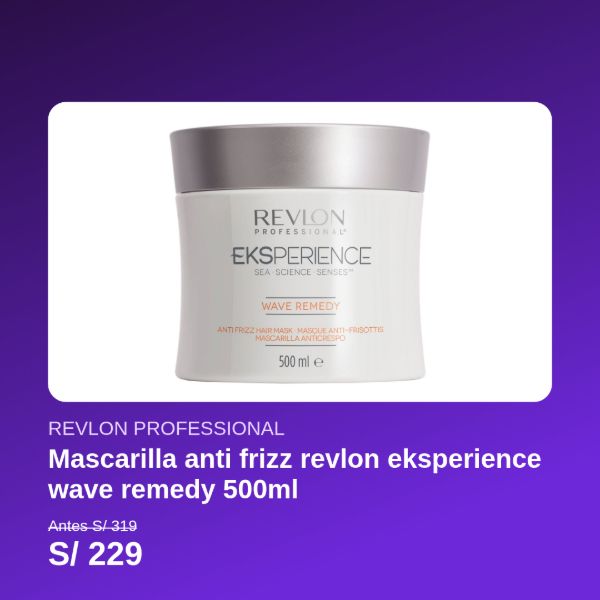 REVLON
PROFESSIONAL®
EKSPERIENCE
SEA · SCIENCE · SENSES™
WAVE REMEDY
ANTI FRIZZ HAIR MASK · MASQUE ANTI-FRISOTTIS
MASCARILLA ANTICRESPO
500 ml ℮
REVLON PROFESSIONAL
Mascarilla anti frizz revlon eksperience
wave remedy 500ml
Antes S/ 319
S/ 229